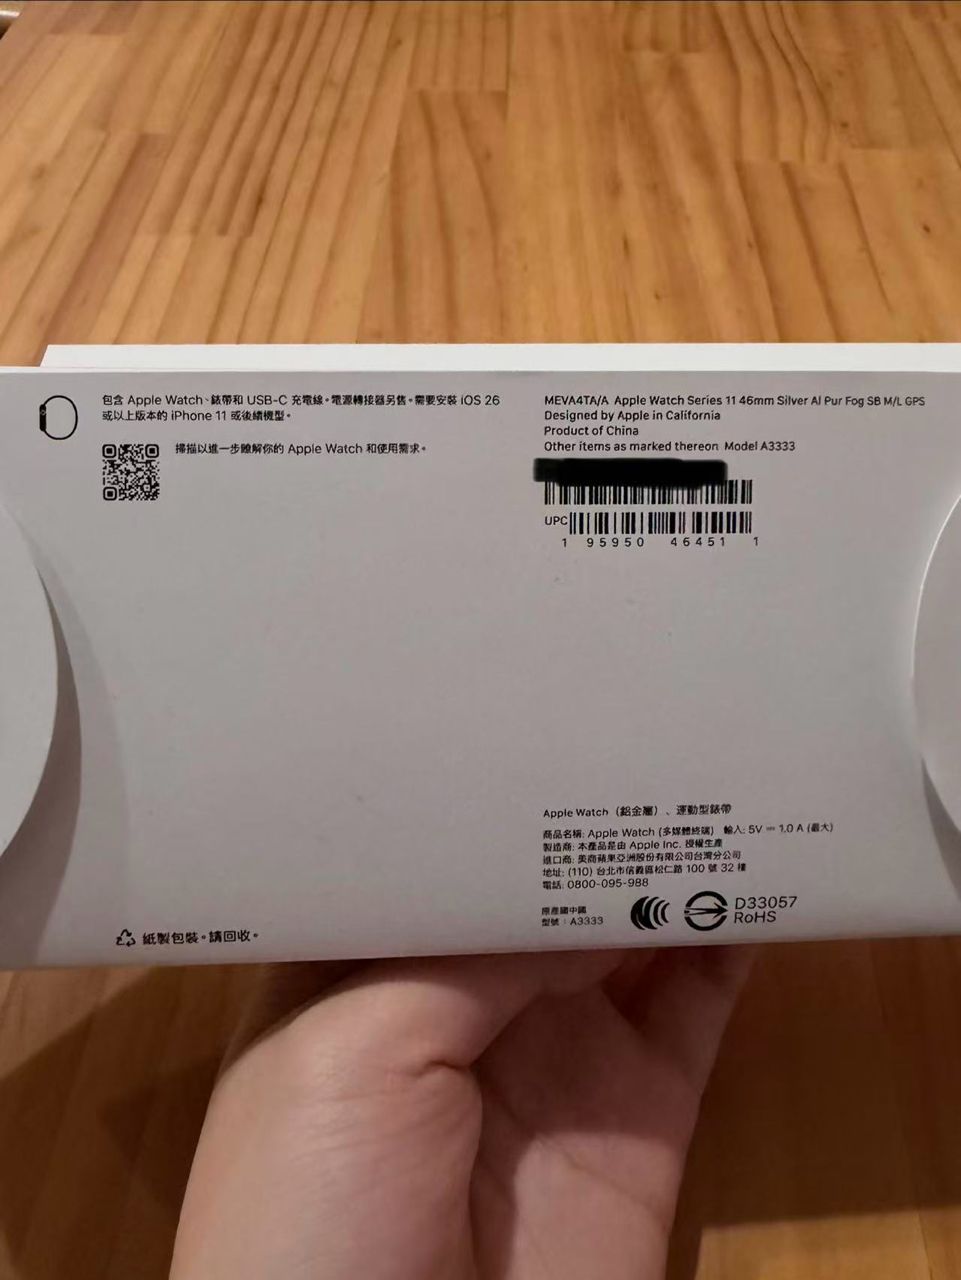 包含 Apple Watch、錶帶和 USB-C 充電線。電源轉接器另售。需要安裝 iOS 26
或以上版本的 iPhone 11 或後續機型。
掃描以進一步瞭解你的 Apple Watch 和使用需求。
MEVA4TA/A Apple Watch Series 11 46mm Silver Al Pur Fog SB M/L GPS
Designed by Apple in California
Product of China
Other items as marked thereon Model A3333
UPC
1 95950 46451 1
Apple Watch（鋁金屬）、運動型錶帶
商品名稱: Apple Watch (多媒體終端) 輸入: 5V ⎓ 1.0 A (最大)
製造商: 本產品是由 Apple Inc. 授權生產
進口商: 美商蘋果亞洲股份有限公司台灣分公司
地址: (110) 台北市信義區松仁路 100 號 32 樓
電話: 0800-095-988
原產國中國
型號：A3333
D33057
RoHS
紙製包裝。請回收。